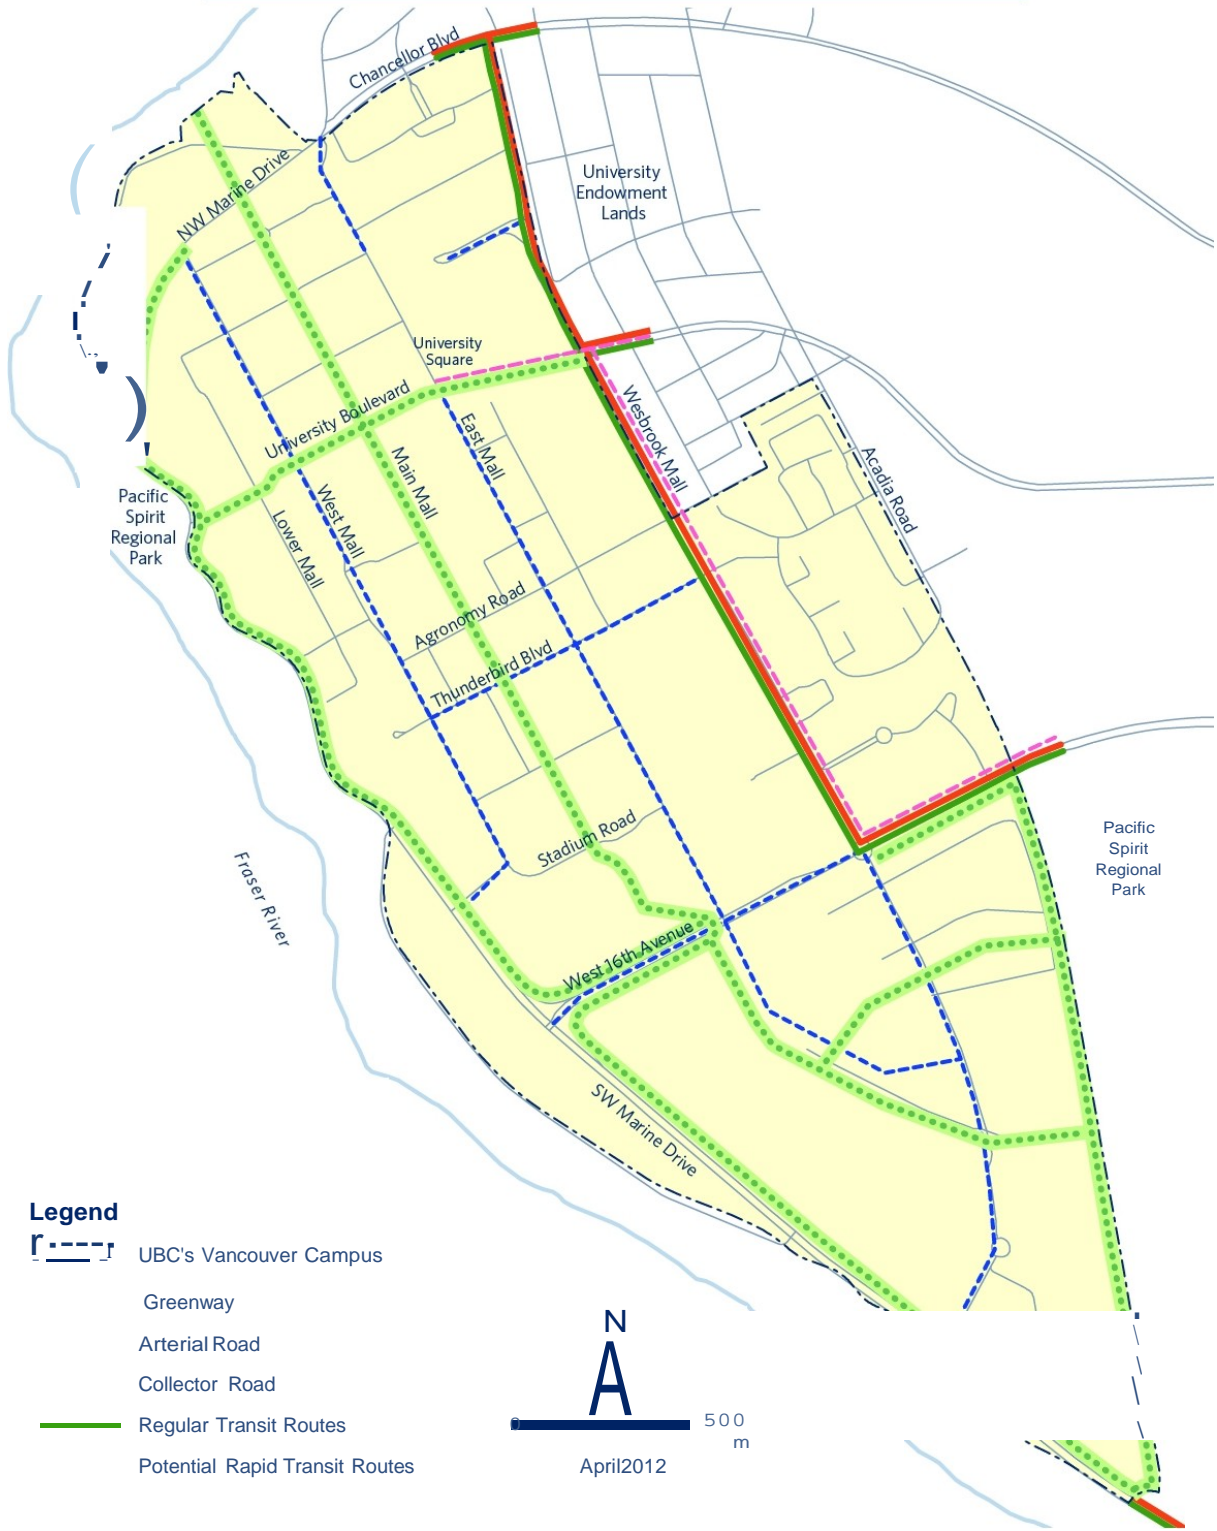 Chancellor Blvd
NW Marine Drive
University
Endowment
Lands
University
Square
University Boulevard
Wesbrook Mall
East Mall
Main Mall
Acadia Road
Pacific
Spirit
Regional
Park
West Mall
Lower Mall
Agronomy Road
Thunderbird Blvd
Stadium Road
Pacific
Spirit
Regional
Park
Fraser River
West 16th Avenue
SW Marine Drive
Legend
UBC's Vancouver Campus
Greenway
Arterial Road
Collector Road
Regular Transit Routes
Potential Rapid Transit Routes
N
0 500
m
April2012